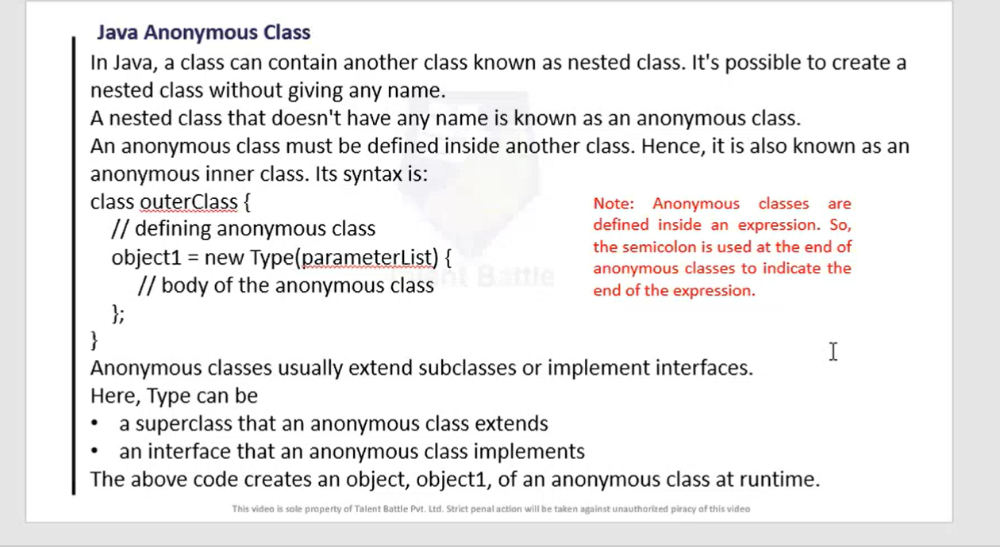 Java Anonymous Class
In Java, a class can contain another class known as nested class. It's possible to create a
nested class without giving any name.
A nested class that doesn't have any name is known as an anonymous class.
An anonymous class must be defined inside another class. Hence, it is also known as an
anonymous inner class. Its syntax is:
class outerClass {
// defining anonymous class
object1 = new Type(parameterList) {
// body of the anonymous class
};
}
Note: Anonymous classes are
defined inside an expression. So,
the semicolon is used at the end of
anonymous classes to indicate the
end of the expression.
Anonymous classes usually extend subclasses or implement interfaces.
Here, Type can be
• a superclass that an anonymous class extends
• an interface that an anonymous class implements
The above code creates an object, object1, of an anonymous class at runtime.
This video is sole property of Talent Battle Pvt. Ltd. Strict penal action will be taken against unauthorized piracy of this video